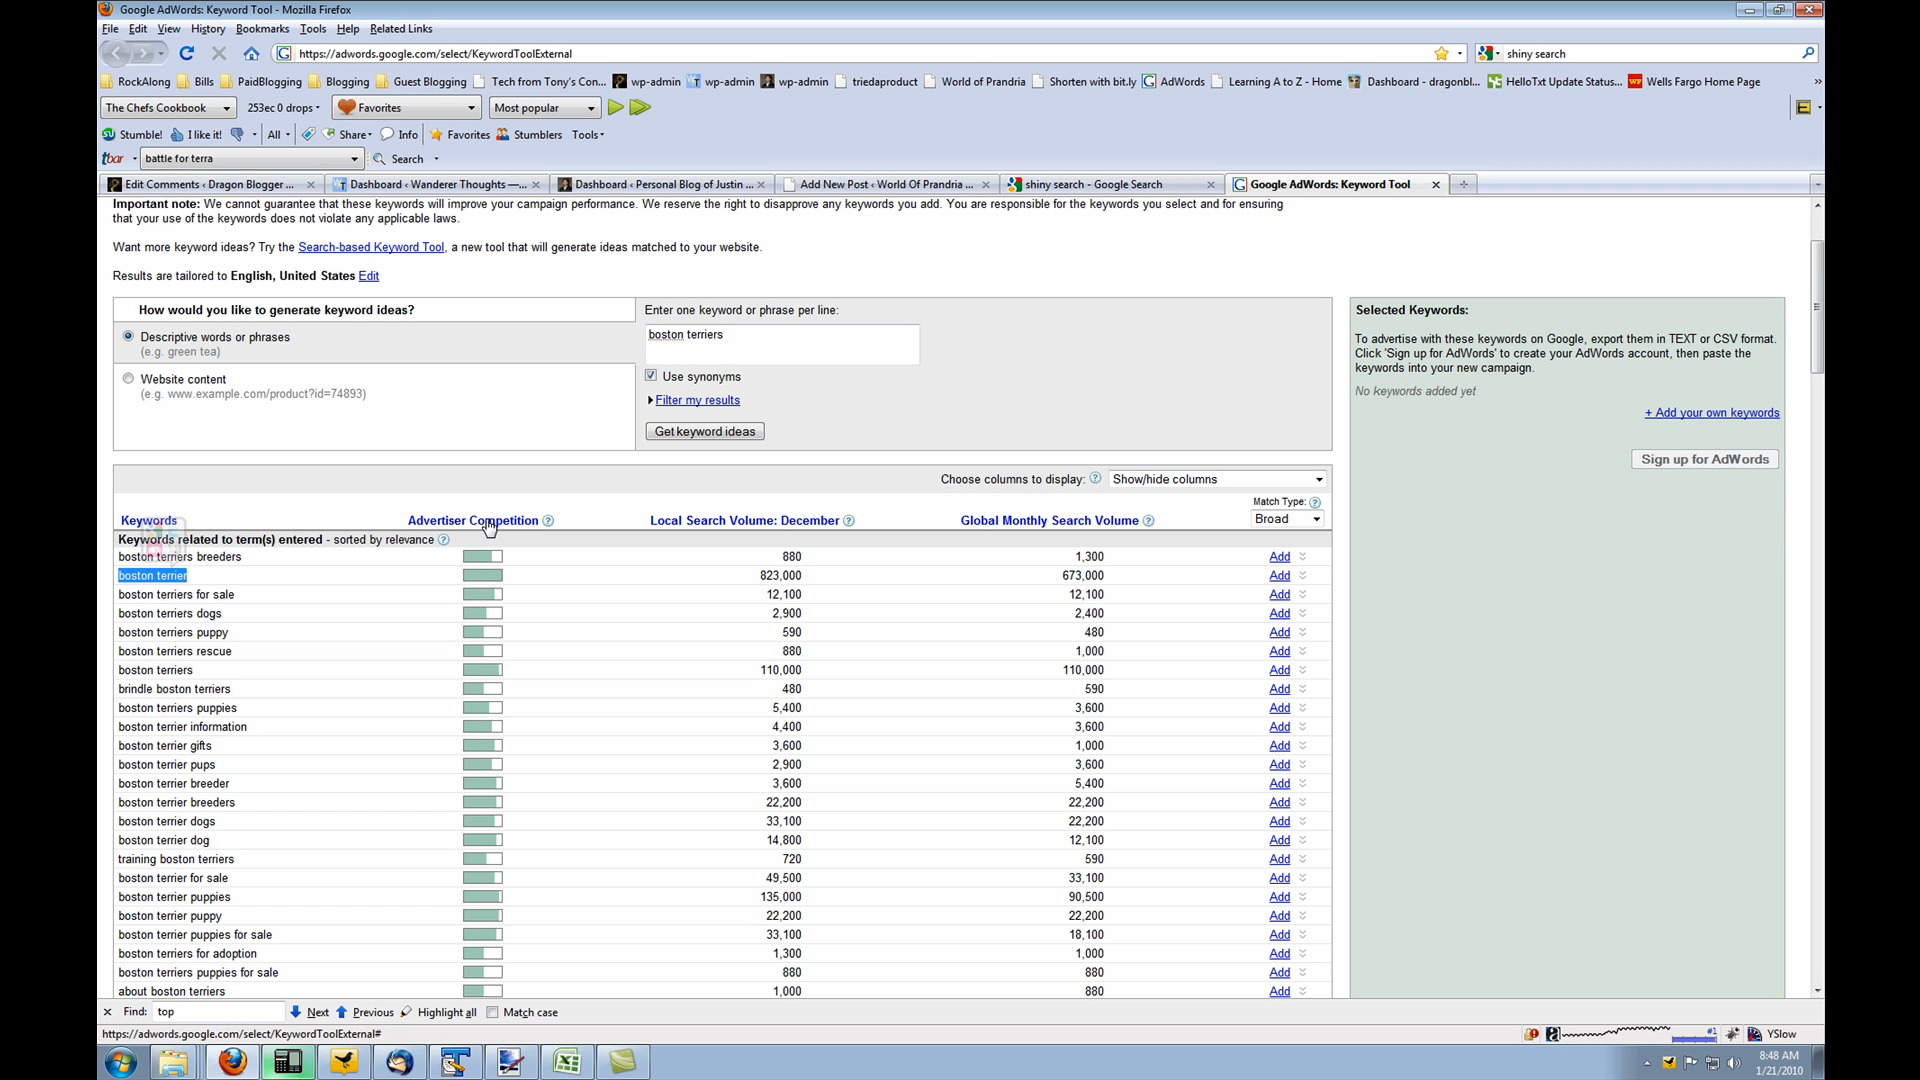 Google AdWords: Keyword Tool - Mozilla Firefox
File Edit View History Bookmarks Tools Help Related Links
https://adwords.google.com/select/KeywordToolExternal shiny search
RockAlong Bills PaidBlogging Blogging Guest Blogging Tech from Tony's Con... wp-admin wp-admin wp-admin triedaproduct World of Prandria Shorten with bit.ly AdWords Learning A to Z - Home Dashboard - dragonbl... HelloTxt Update Status... Wells Fargo Home Page »
The Chefs Cookbook 253ec 0 drops Favorites Most popular
Stumble! I like it! All Share Info Favorites Stumblers Tools
tbar battle for terra Search
Edit Comments ‹ Dragon Blogger ... Dashboard ‹ Wanderer Thoughts —... Dashboard ‹ Personal Blog of Justin ... Add New Post ‹ World Of Prandria ... shiny search - Google Search Google AdWords: Keyword Tool
Important note: We cannot guarantee that these keywords will improve your campaign performance. We reserve the right to disapprove any keywords you add. You are responsible for the keywords you select and for ensuring
that your use of the keywords does not violate any applicable laws.
Want more keyword ideas? Try the Search-based Keyword Tool, a new tool that will generate ideas matched to your website.
Results are tailored to English, United States Edit
How would you like to generate keyword ideas?
Descriptive words or phrases
(e.g. green tea)
Website content
(e.g. www.example.com/product?id=74893)
Enter one keyword or phrase per line:
boston terriers
Use synonyms
Filter my results
Get keyword ideas
Selected Keywords:
To advertise with these keywords on Google, export them in TEXT or CSV format.
Click 'Sign up for AdWords' to create your AdWords account, then paste the
keywords into your new campaign.
No keywords added yet
+ Add your own keywords
Sign up for AdWords
Choose columns to display: Show/hide columns
Keywords Advertiser Competition Local Search Volume: December Global Monthly Search Volume Match Type: Broad
Keywords related to term(s) entered - sorted by relevance
boston terriers breeders 880 1,300 Add
boston terrier 823,000 673,000 Add
boston terriers for sale 12,100 12,100 Add
boston terriers dogs 2,900 2,400 Add
boston terriers puppy 590 480 Add
boston terriers rescue 880 1,000 Add
boston terriers 110,000 110,000 Add
brindle boston terriers 480 590 Add
boston terriers puppies 5,400 3,600 Add
boston terrier information 4,400 3,600 Add
boston terrier gifts 3,600 1,000 Add
boston terrier pups 2,900 3,600 Add
boston terrier breeder 3,600 5,400 Add
boston terrier breeders 22,200 22,200 Add
boston terrier dogs 33,100 22,200 Add
boston terrier dog 14,800 12,100 Add
training boston terriers 720 590 Add
boston terrier for sale 49,500 33,100 Add
boston terrier puppies 135,000 90,500 Add
boston terrier puppy 22,200 22,200 Add
boston terrier puppies for sale 33,100 18,100 Add
boston terriers for adoption 1,300 1,000 Add
boston terriers puppies for sale 880 880 Add
about boston terriers 1,000 880 Add
Find: top Next Previous Highlight all Match case
https://adwords.google.com/select/KeywordToolExternal# #1 YSlow
8:48 AM
1/21/2010